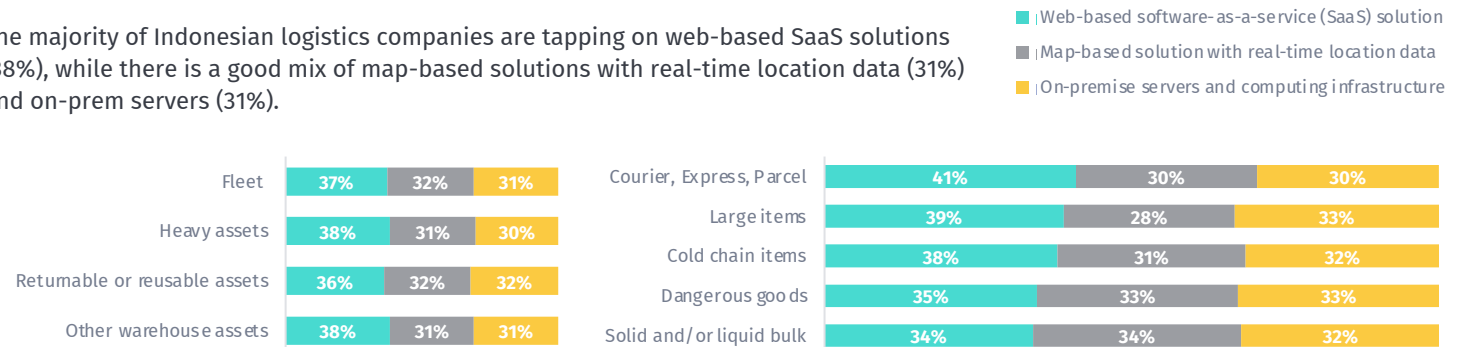 he majority of Indonesian logistics companies are tapping on web-based SaaS solutions
38%), while there is a good mix of map-based solutions with real-time location data (31%)
nd on-prem servers (31%).
Web-based software-as-a-service (SaaS) solution
Map-based solution with real-time location data
On-premise servers and computing infrastructure
Fleet 37% 32% 31%
Heavy assets 38% 31% 30%
Returnable or reusable assets 36% 32% 32%
Other warehouse assets 38% 31% 31%
Courier, Express, Parcel 41% 30% 30%
Large items 39% 28% 33%
Cold chain items 38% 31% 32%
Dangerous goods 35% 33% 33%
Solid and/or liquid bulk 34% 34% 32%